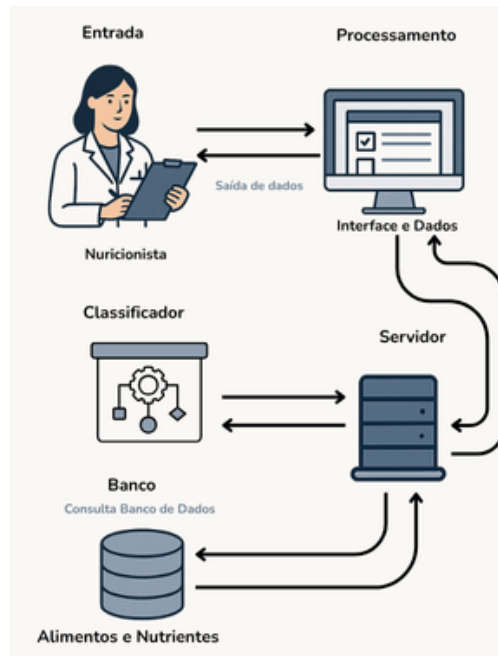 Entrada
Processamento
Saída de dados
Nuricionista
Interface e Dados
Classificador
Servidor
Banco
Consulta Banco de Dados
Alimentos e Nutrientes